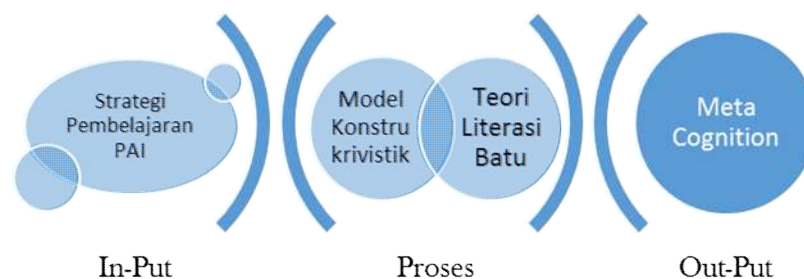 Strategi
Pembelajaran
PAI
Model
Konstru
krivistik
Teori
Literasi
Batu
Meta
Cognition
In-Put
Proses
Out-Put